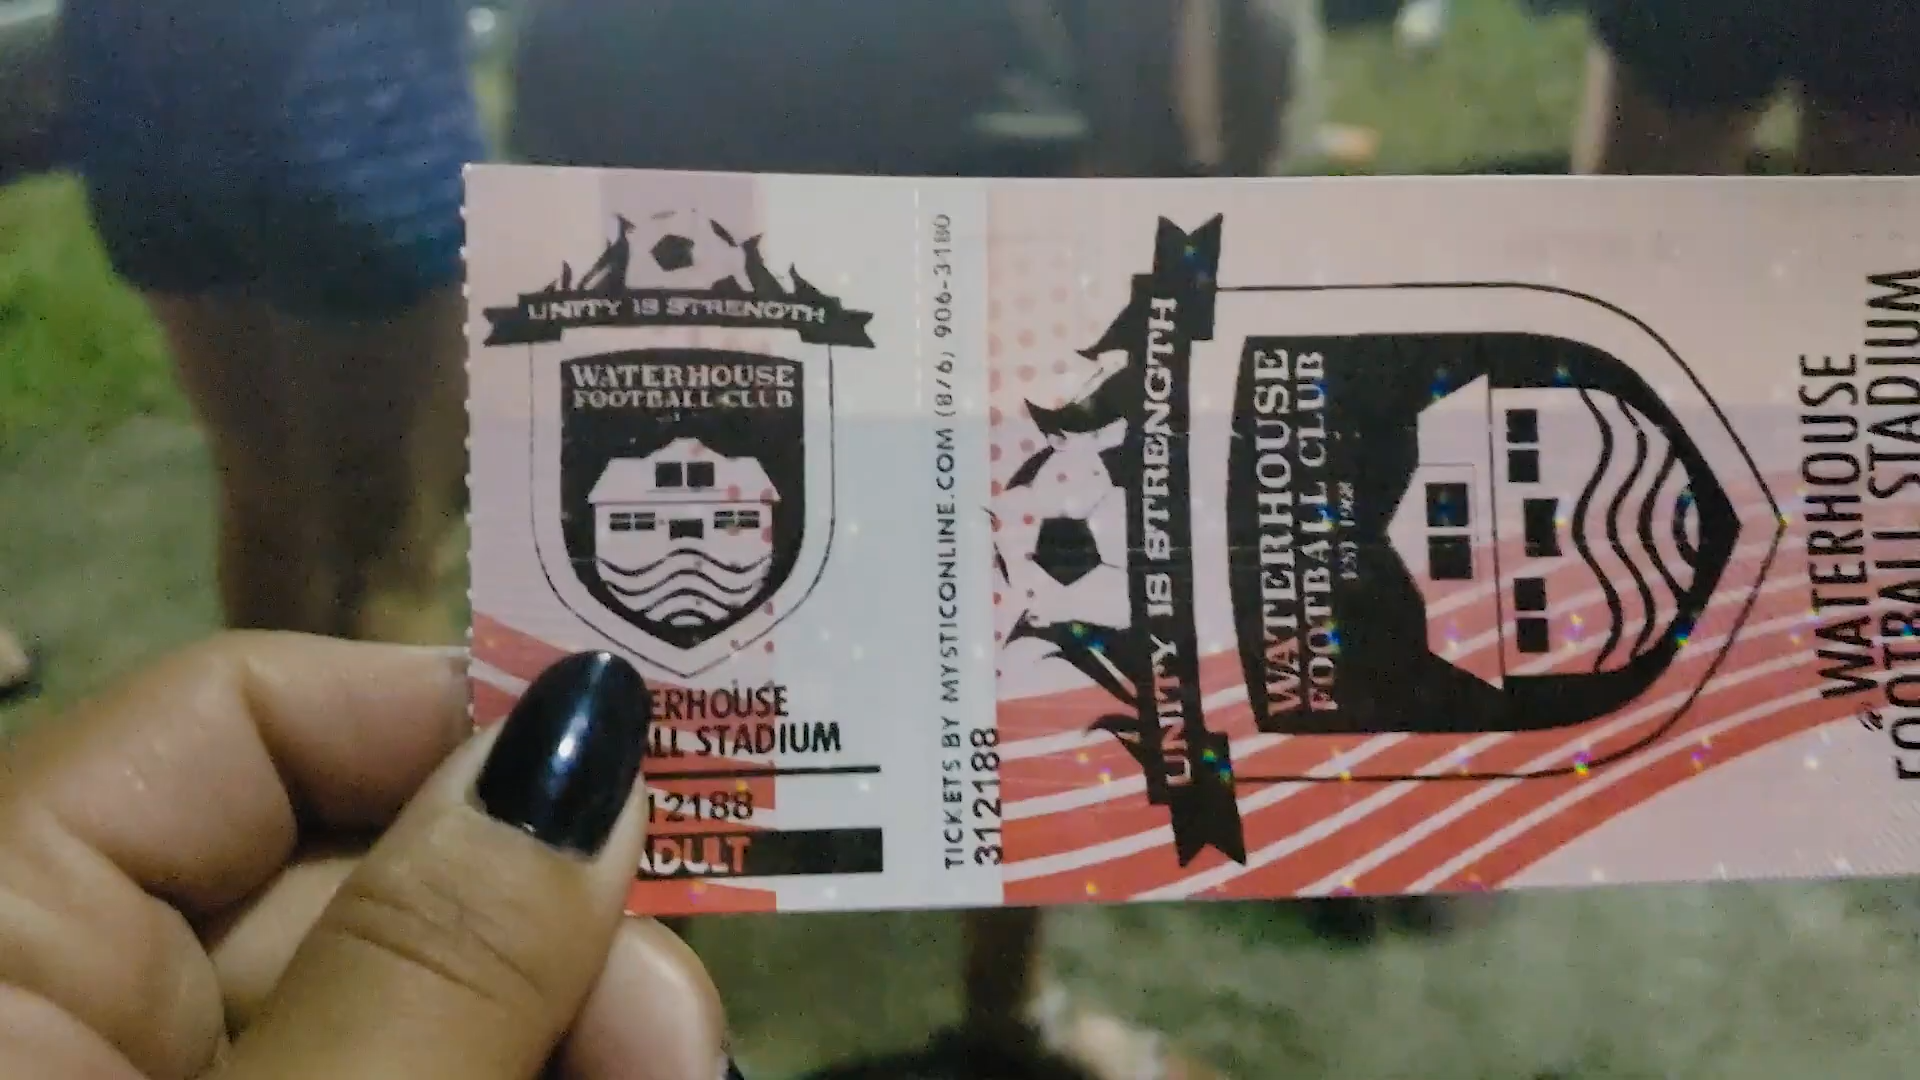 UNITY IS STRENGTH
WATERHOUSE
FOOTBALL CLUB
ERHOUSE
ALL STADIUM
12188
ADULT
TICKETS BY MYSTICONLINE.COM (876) 906-3180
312188
UNITY IS STRENGTH
WATERHOUSE
FOOTBALL CLUB
@ WATERHOUSE
FOOTBALL STADIUM